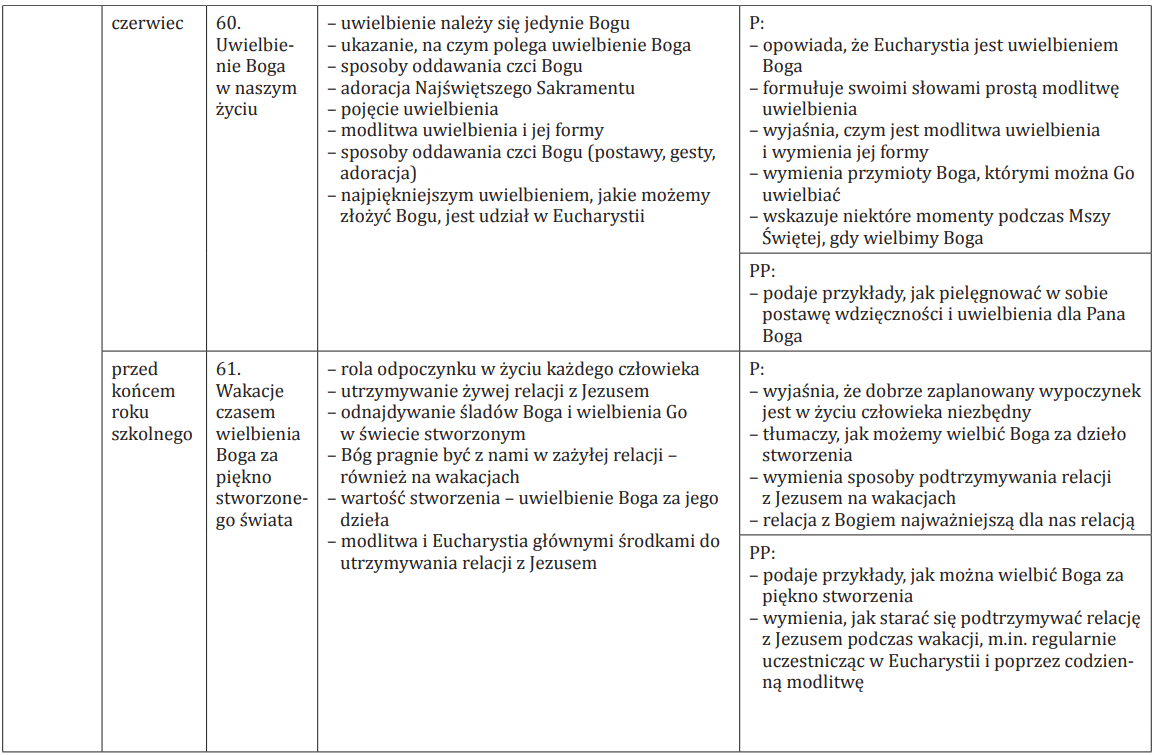 czerwiec
60.
Uwielbie-
nie Boga
w naszym
życiu
– uwielbienie należy się jedynie Bogu
– ukazanie, na czym polega uwielbienie Boga
– sposoby oddawania czci Bogu
– adoracja Najświętszego Sakramentu
– pojęcie uwielbienia
– modlitwa uwielbienia i jej formy
– sposoby oddawania czci Bogu (postawy, gesty,
adoracja)
– najpiękniejszym uwielbieniem, jakie możemy
złożyć Bogu, jest udział w Eucharystii
P:
– opowiada, że Eucharystia jest uwielbieniem
Boga
– formułuje swoimi słowami prostą modlitwę
uwielbienia
– wyjaśnia, czym jest modlitwa uwielbienia
i wymienia jej formy
– wymienia przymioty Boga, którymi można Go
uwielbiać
– wskazuje niektóre momenty podczas Mszy
Świętej, gdy wielbimy Boga
PP:
– podaje przykłady, jak pielęgnować w sobie
postawę wdzięczności i uwielbienia dla Pana
Boga
przed
końcem
roku
szkolnego
61.
Wakacje
czasem
wielbienia
Boga za
piękno
stworzone-
go świata
– rola odpoczynku w życiu każdego człowieka
– utrzymywanie żywej relacji z Jezusem
– odnajdywanie śladów Boga i wielbienia Go
w świecie stworzonym
– Bóg pragnie być z nami w zażyłej relacji –
również na wakacjach
– wartość stworzenia – uwielbienie Boga za jego
dzieła
– modlitwa i Eucharystia głównymi środkami do
utrzymywania relacji z Jezusem
P:
– wyjaśnia, że dobrze zaplanowany wypoczynek
jest w życiu człowieka niezbędny
– tłumaczy, jak możemy wielbić Boga za dzieło
stworzenia
– wymienia sposoby podtrzymywania relacji
z Jezusem na wakacjach
– relacja z Bogiem najważniejszą dla nas relacją
PP:
– podaje przykłady, jak można wielbić Boga za
piękno stworzenia
– wymienia, jak starać się podtrzymywać relację
z Jezusem podczas wakacji, m.in. regularnie
uczestnicząc w Eucharystii i poprzez codzien-
ną modlitwę